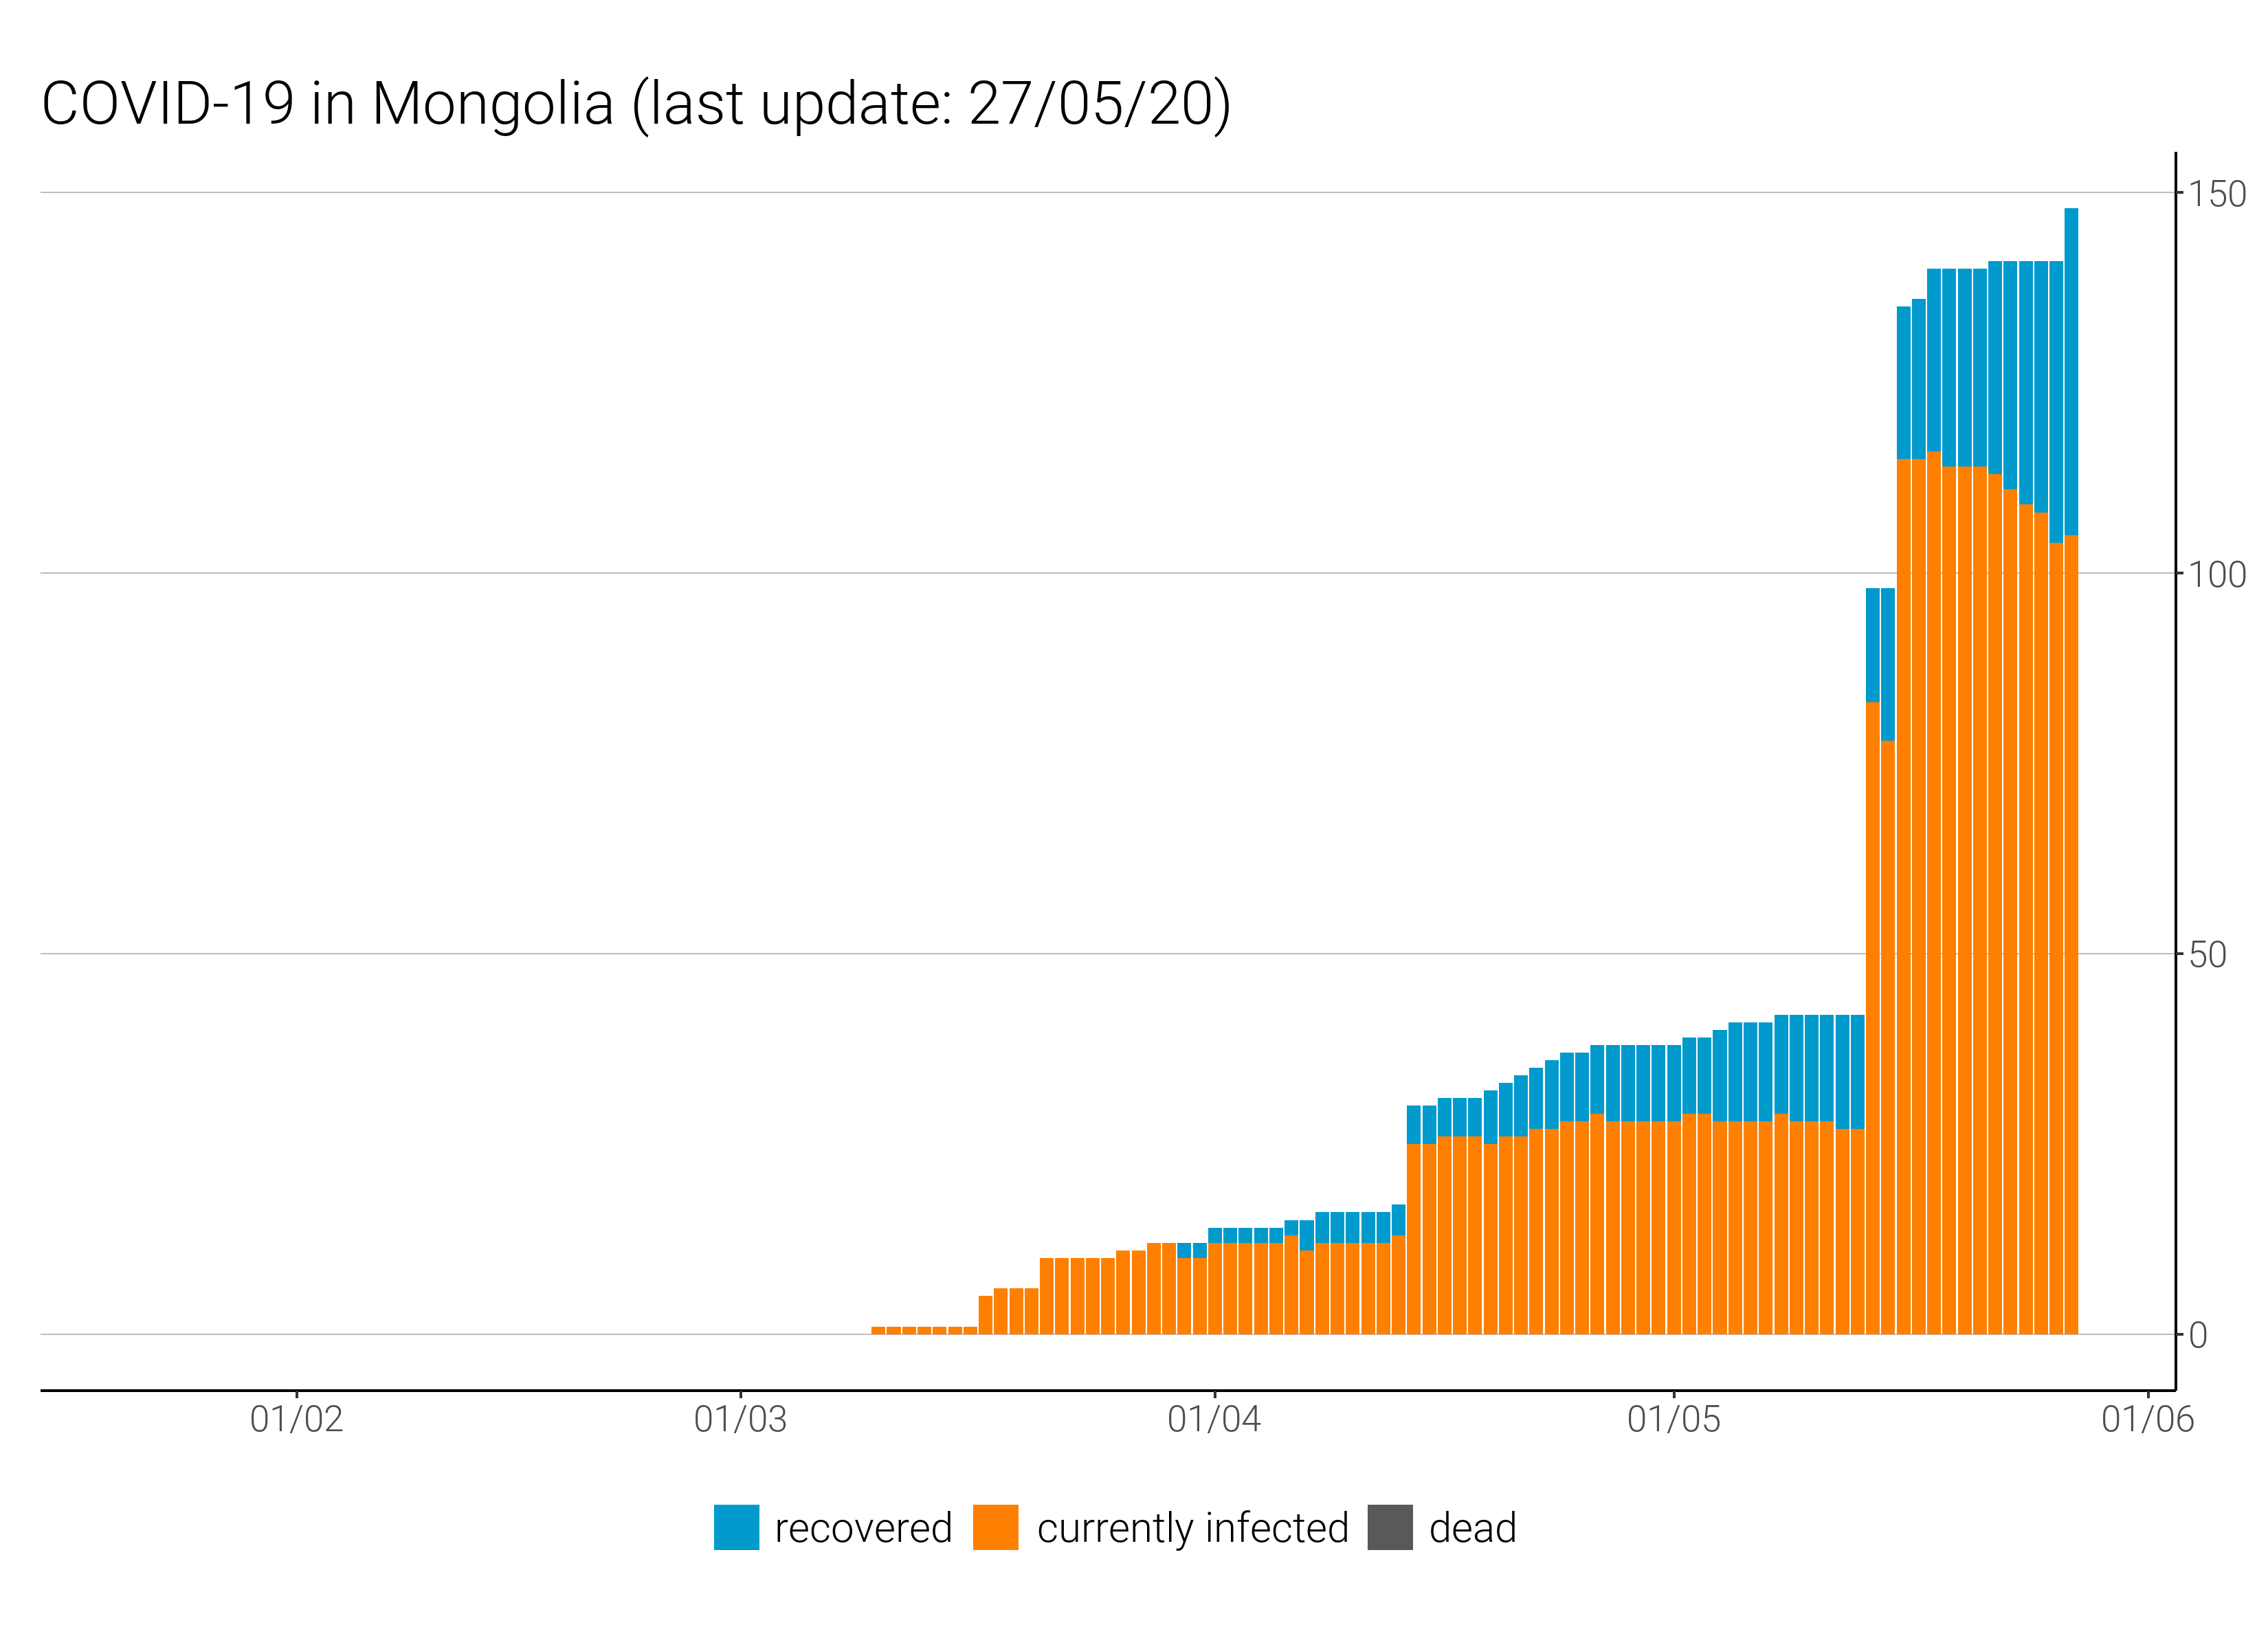 COVID-19 in Mongolia (last update: 27/05/20)
150
100
50
0
01/02 01/03 01/04 01/05 01/06
recovered currently infected dead